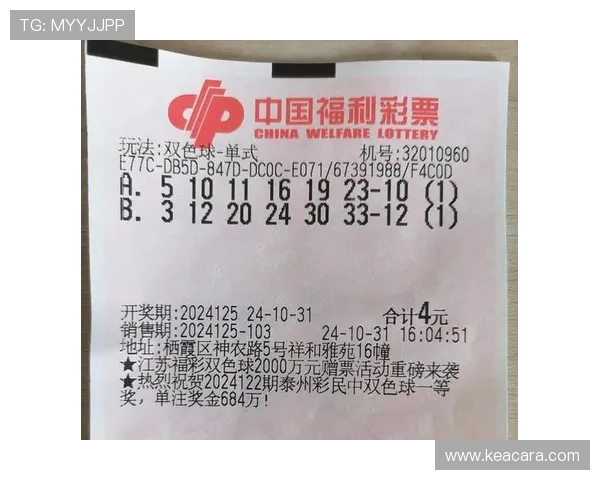 TG: MYYJJPP
中国福利彩票
CHINA WELFARE LOTTERY
玩法:双色球-单式 机号:32010960
E77C-DB5D-847D-DC0C-E071/67391988/F4C0D
A. 5 10 11 16 19 23-10 (1)
B. 3 12 20 24 30 33-12 (1)
开奖期:2024125 24-10-31 合计4元
销售期:2024125-103 24-10-31 16:04:51
地址:栖霞区神农路5号祥和雅苑16幢
★江苏福彩双色球2000万元赠票活动重磅来袭
★热烈祝贺2024122期泰州彩民中双色球一等
奖,单注奖金684万!
www.keacara.com